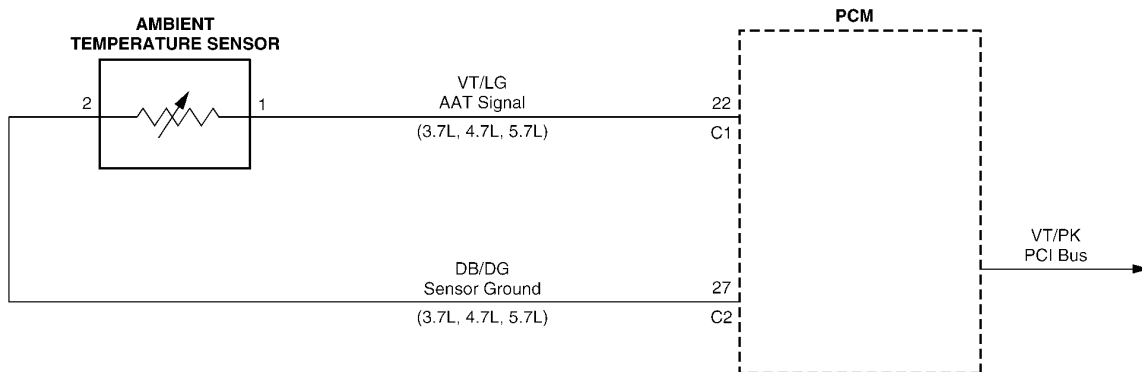 AMBIENT
TEMPERATURE SENSOR
PCM
2
1
VT/LG
AAT Signal
(3.7L, 4.7L, 5.7L)
22
C1
VT/PK
PCI Bus
DB/DG
Sensor Ground
(3.7L, 4.7L, 5.7L)
27
C2